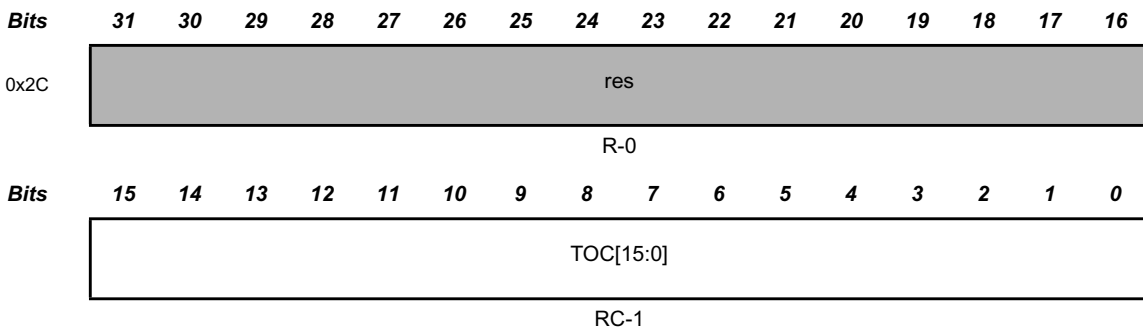 Bits 31 30 29 28 27 26 25 24 23 22 21 20 19 18 17 16
0x2C res
R-0
Bits 15 14 13 12 11 10 9 8 7 6 5 4 3 2 1 0
TOC[15:0]
RC-1